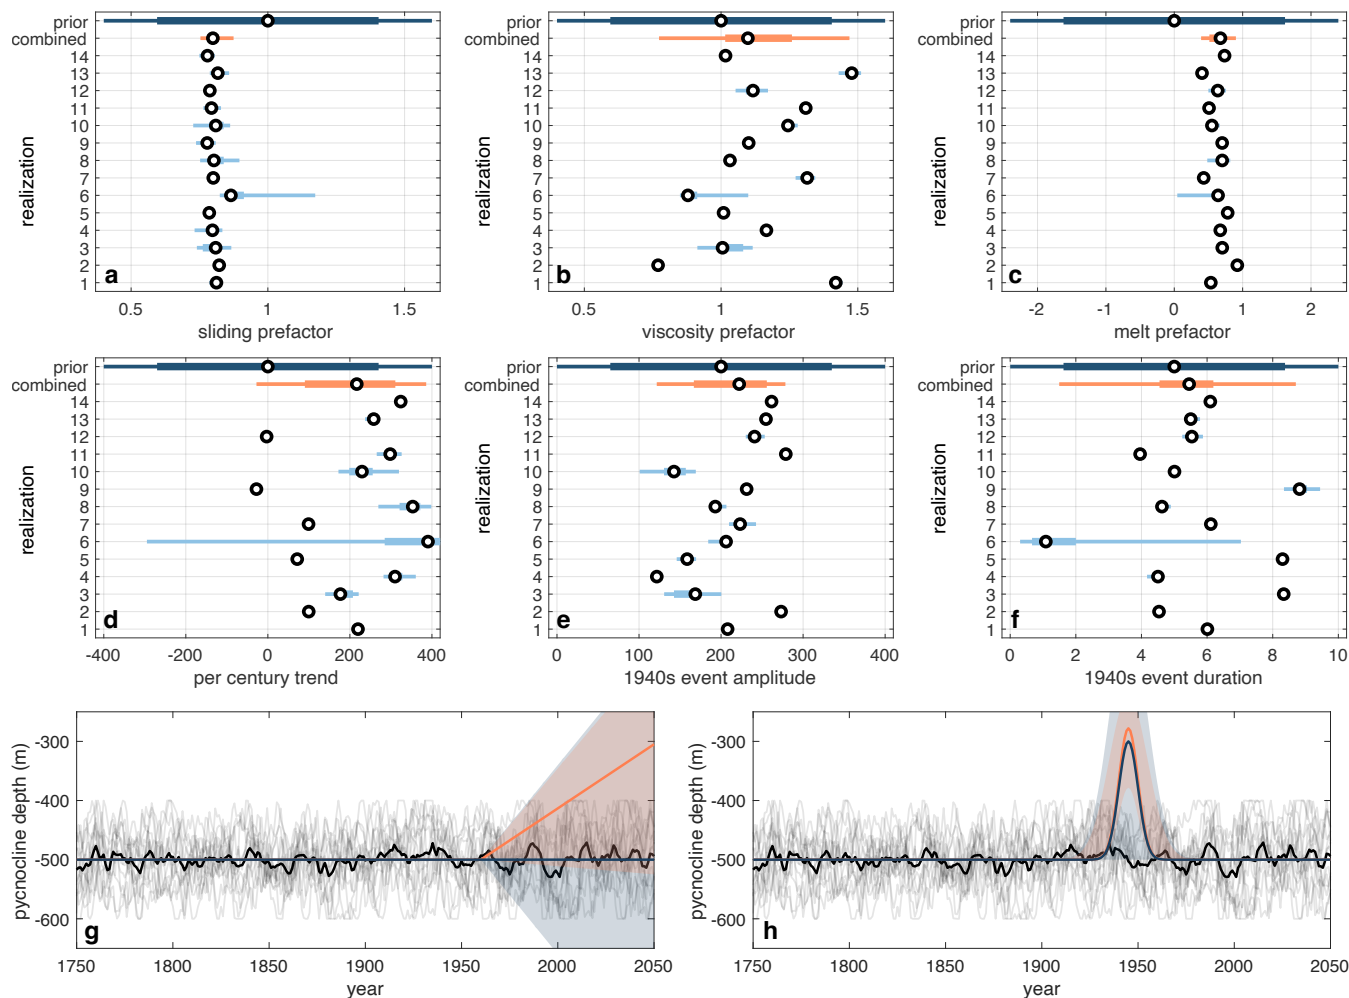 prior
combined
14
13
12
11
10
9
8
7
6
5
4
3
2
1
realization
a
0.5 1 1.5
sliding prefactor
prior
combined
14
13
12
11
10
9
8
7
6
5
4
3
2
1
realization
b
0.5 1 1.5
viscosity prefactor
prior
combined
14
13
12
11
10
9
8
7
6
5
4
3
2
1
realization
c
-2 -1 0 1 2
melt prefactor
prior
combined
14
13
12
11
10
9
8
7
6
5
4
3
2
1
realization
d
-400 -200 0 200 400
per century trend
prior
combined
14
13
12
11
10
9
8
7
6
5
4
3
2
1
realization
e
0 100 200 300 400
1940s event amplitude
prior
combined
14
13
12
11
10
9
8
7
6
5
4
3
2
1
realization
f
0 2 4 6 8 10
1940s event duration
-300
-400
-500
-600
pycnocline depth (m)
g
1750 1800 1850 1900 1950 2000 2050
year
-300
-400
-500
-600
pycnocline depth (m)
h
1750 1800 1850 1900 1950 2000 2050
year